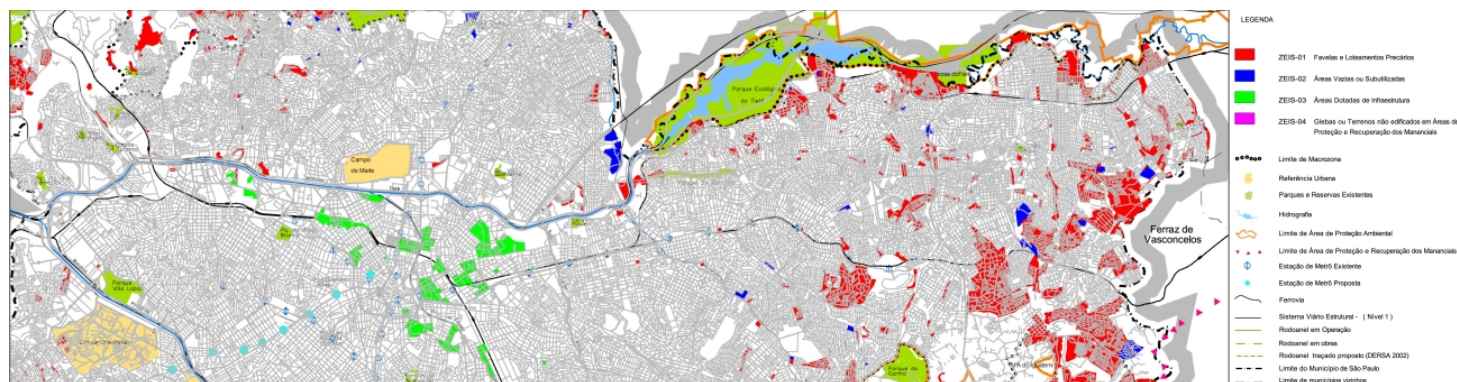 LEGENDA
ZEIS-01 Favelas e Loteamentos Precários
ZEIS-02 Áreas Vazias ou Subutilizadas
ZEIS-03 Áreas Dotadas de Infraestrutura
ZEIS-04 Glebas ou Terrenos não edificados em Áreas de
Proteção e Recuperação dos Mananciais
Limite de Macrozona
Referência Urbana
Parques e Reservas Existentes
Hidrografia
Limite de Área de Proteção Ambiental
Limite de Área de Proteção e Recuperação dos Mananciais
Estação de Metrô Existente
Estação de Metrô Proposta
Ferrovia
Sistema Viário Estrutural - ( Nível 1 )
Rodoanel em Operação
Rodoanel em obras
Rodoanel traçado proposto (DERSA 2002)
Limite do Município de São Paulo
Limite de municípios vizinhos
Parque Ecológico
do Tietê
Campo
de Marte
Ferraz de
Vasconcelos
Parque
Villa Lobo
Parque do
Carmo